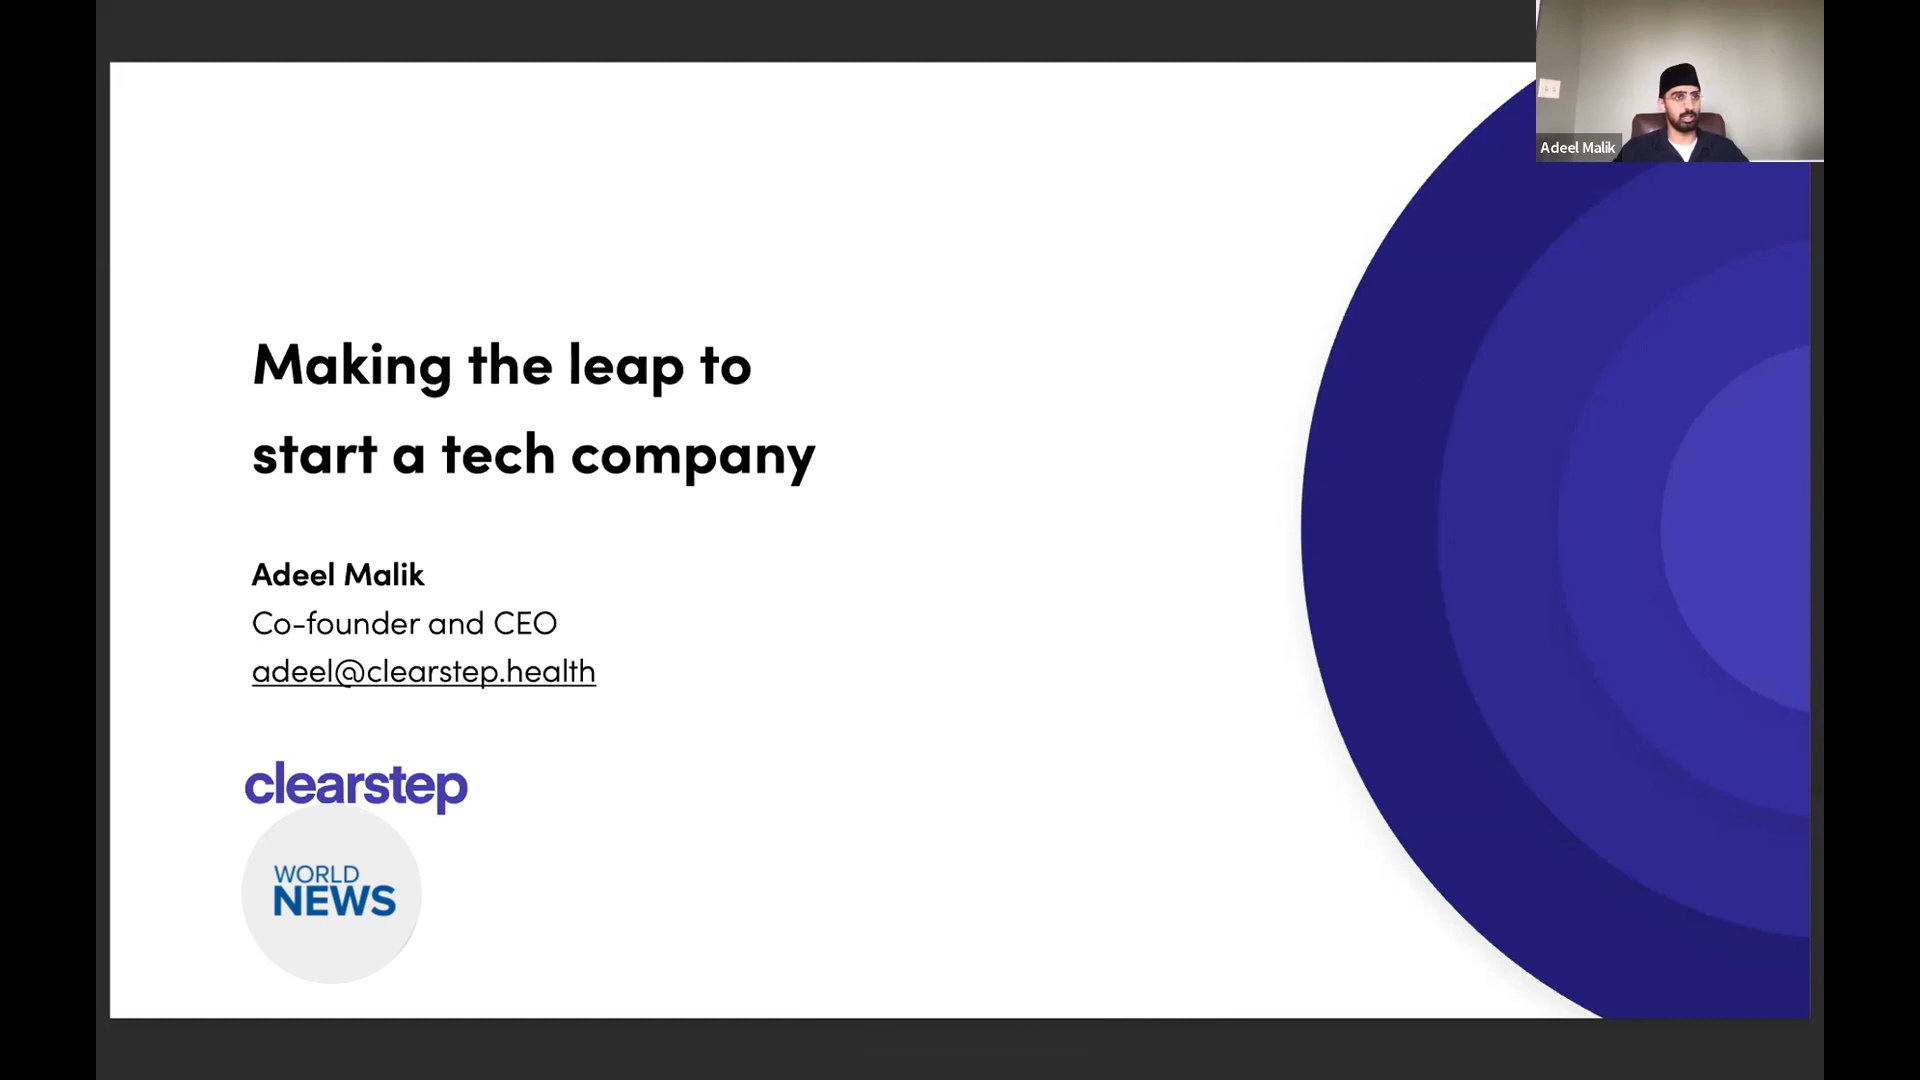 Adeel Malik
Making the leap to
start a tech company
Adeel Malik
Co-founder and CEO
adeel@clearstep.health
clearstep
WORLD
NEWS